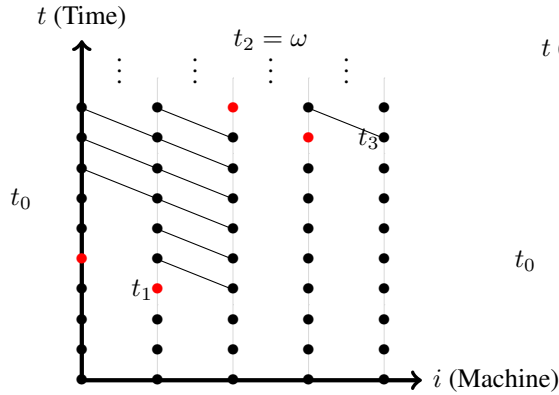 t (Time)
t₂ = ω
t (
t₃
t₀
t₀
t₁
i (Machine)